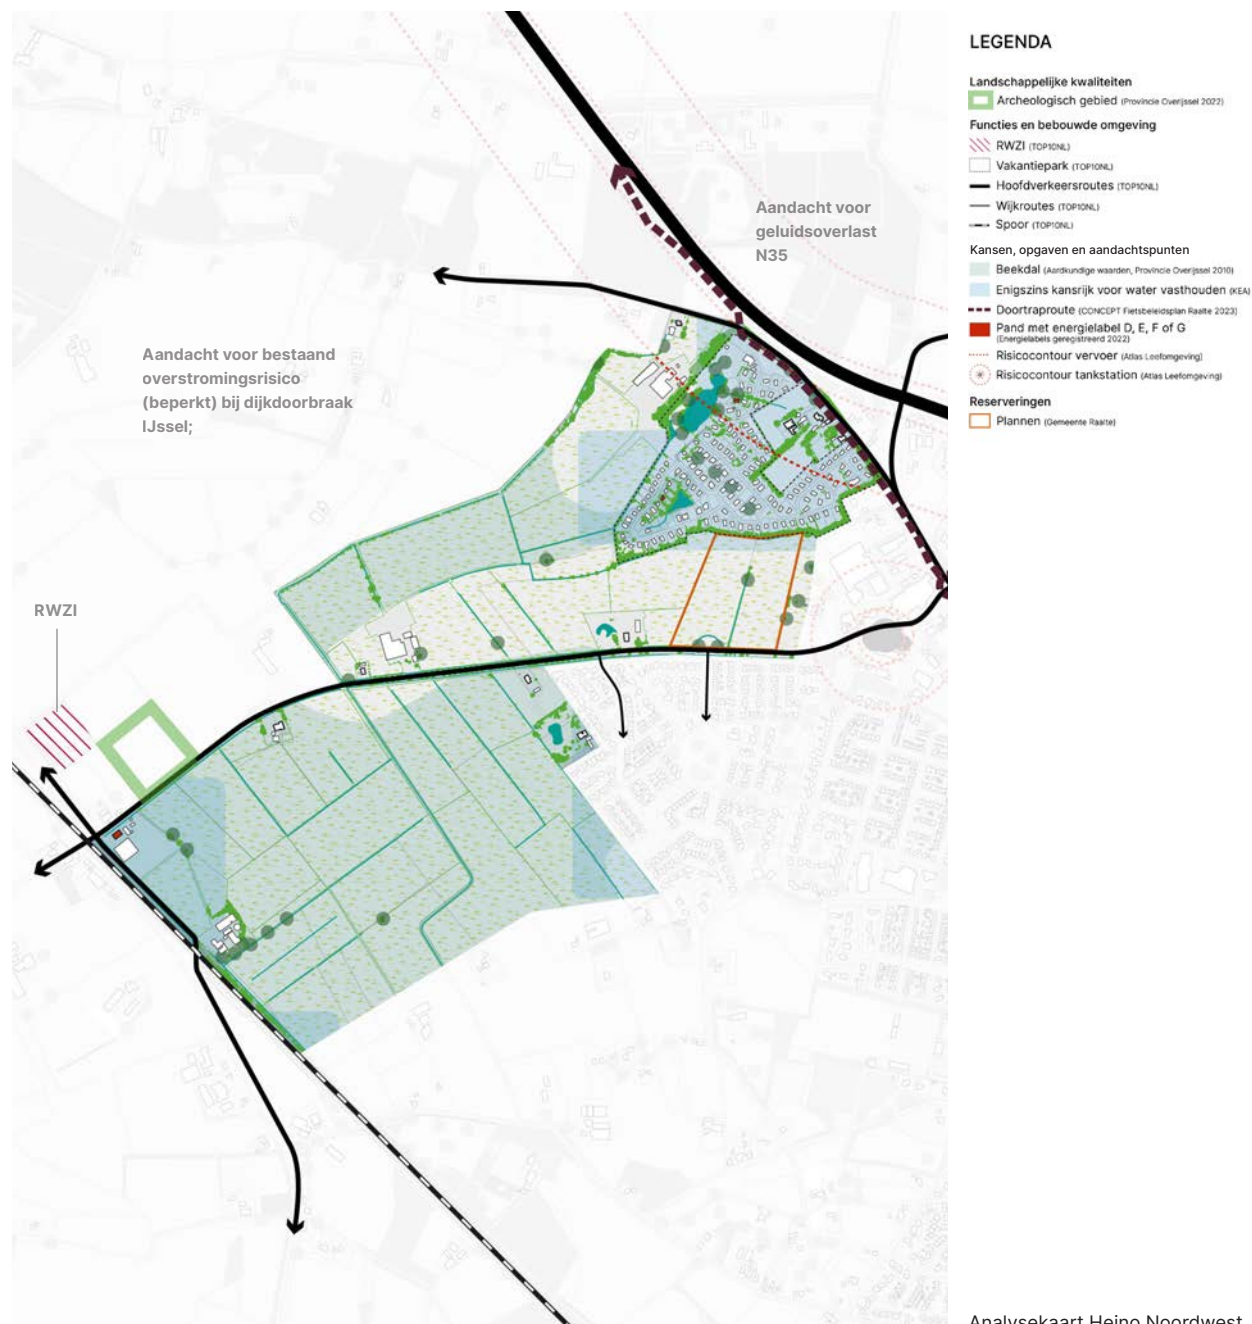 Aandacht voor
geluidsoverlast
N35
Aandacht voor bestaand
overstromingsrisico
(beperkt) bij dijkdoorbraak
IJssel;
RWZI
LEGENDA
Landschappelijke kwaliteiten
Archeologisch gebied (Provincie Overijssel 2022)
Functies en bebouwde omgeving
RWZI (TOP10NL)
Vakantiepark (TOP10NL)
Hoofdverkeersroutes (TOP10NL)
Wijkroutes (TOP10NL)
Spoor (TOP10NL)
Kansen, opgaven en aandachtspunten
Beekdal (Aardkundige waarden, Provincie Overijssel 2010)
Enigszins kansrijk voor water vasthouden (KEA)
Doortraproute (CONCEPT Fietsbeleidsplan Raalte 2023)
Pand met energielabel D, E, F of G
(Energielabels geregistreerd 2022)
Risicocontour vervoer (Atlas Leefomgeving)
Risicocontour tankstation (Atlas Leefomgeving)
Reserveringen
Plannen (Gemeente Raalte)
Analysekaart Heino Noordwest